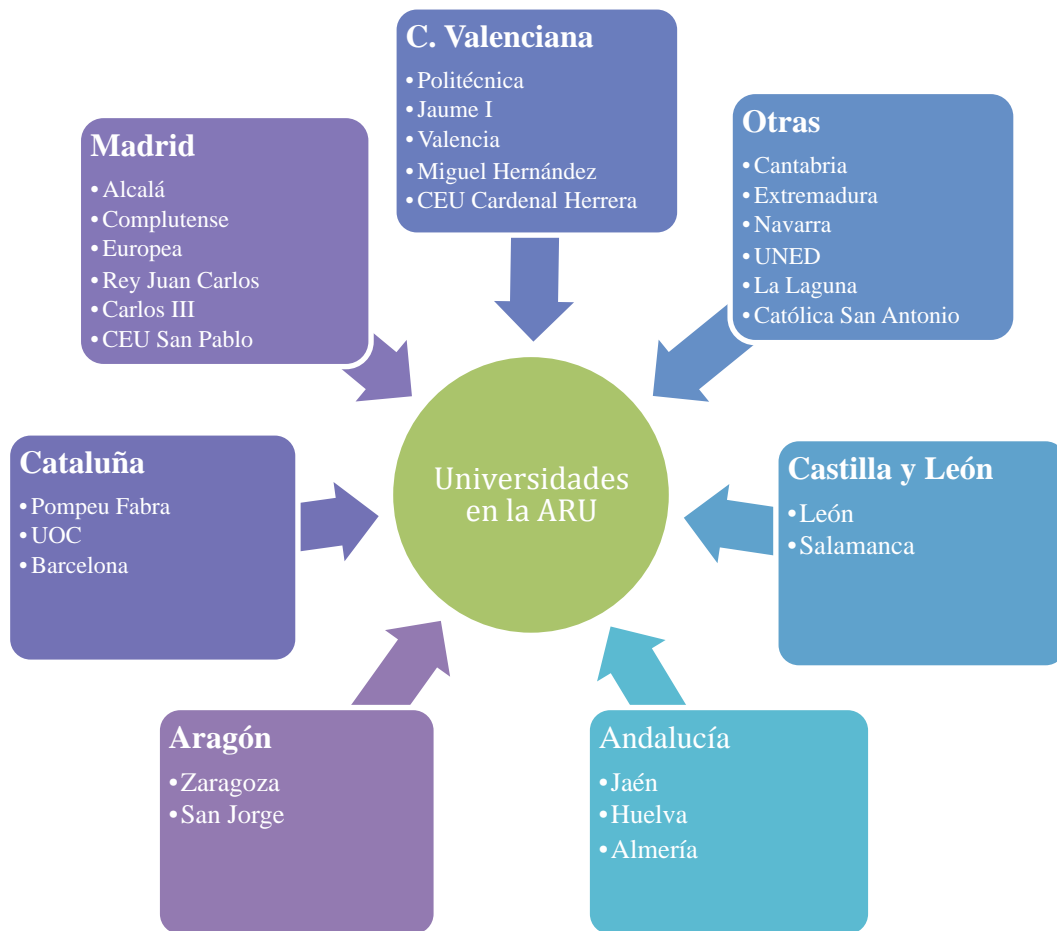 C. Valenciana
• Politécnica
• Jaume I
• Valencia
• Miguel Hernández
• CEU Cardenal Herrera
Otras
• Cantabria
• Extremadura
• Navarra
• UNED
• La Laguna
• Católica San Antonio
Madrid
• Alcalá
• Complutense
• Europea
• Rey Juan Carlos
• Carlos III
• CEU San Pablo
Cataluña
• Pompeu Fabra
• UOC
• Barcelona
Universidades
en la ARU
Castilla y León
• León
• Salamanca
Aragón
• Zaragoza
• San Jorge
Andalucía
• Jaén
• Huelva
• Almería